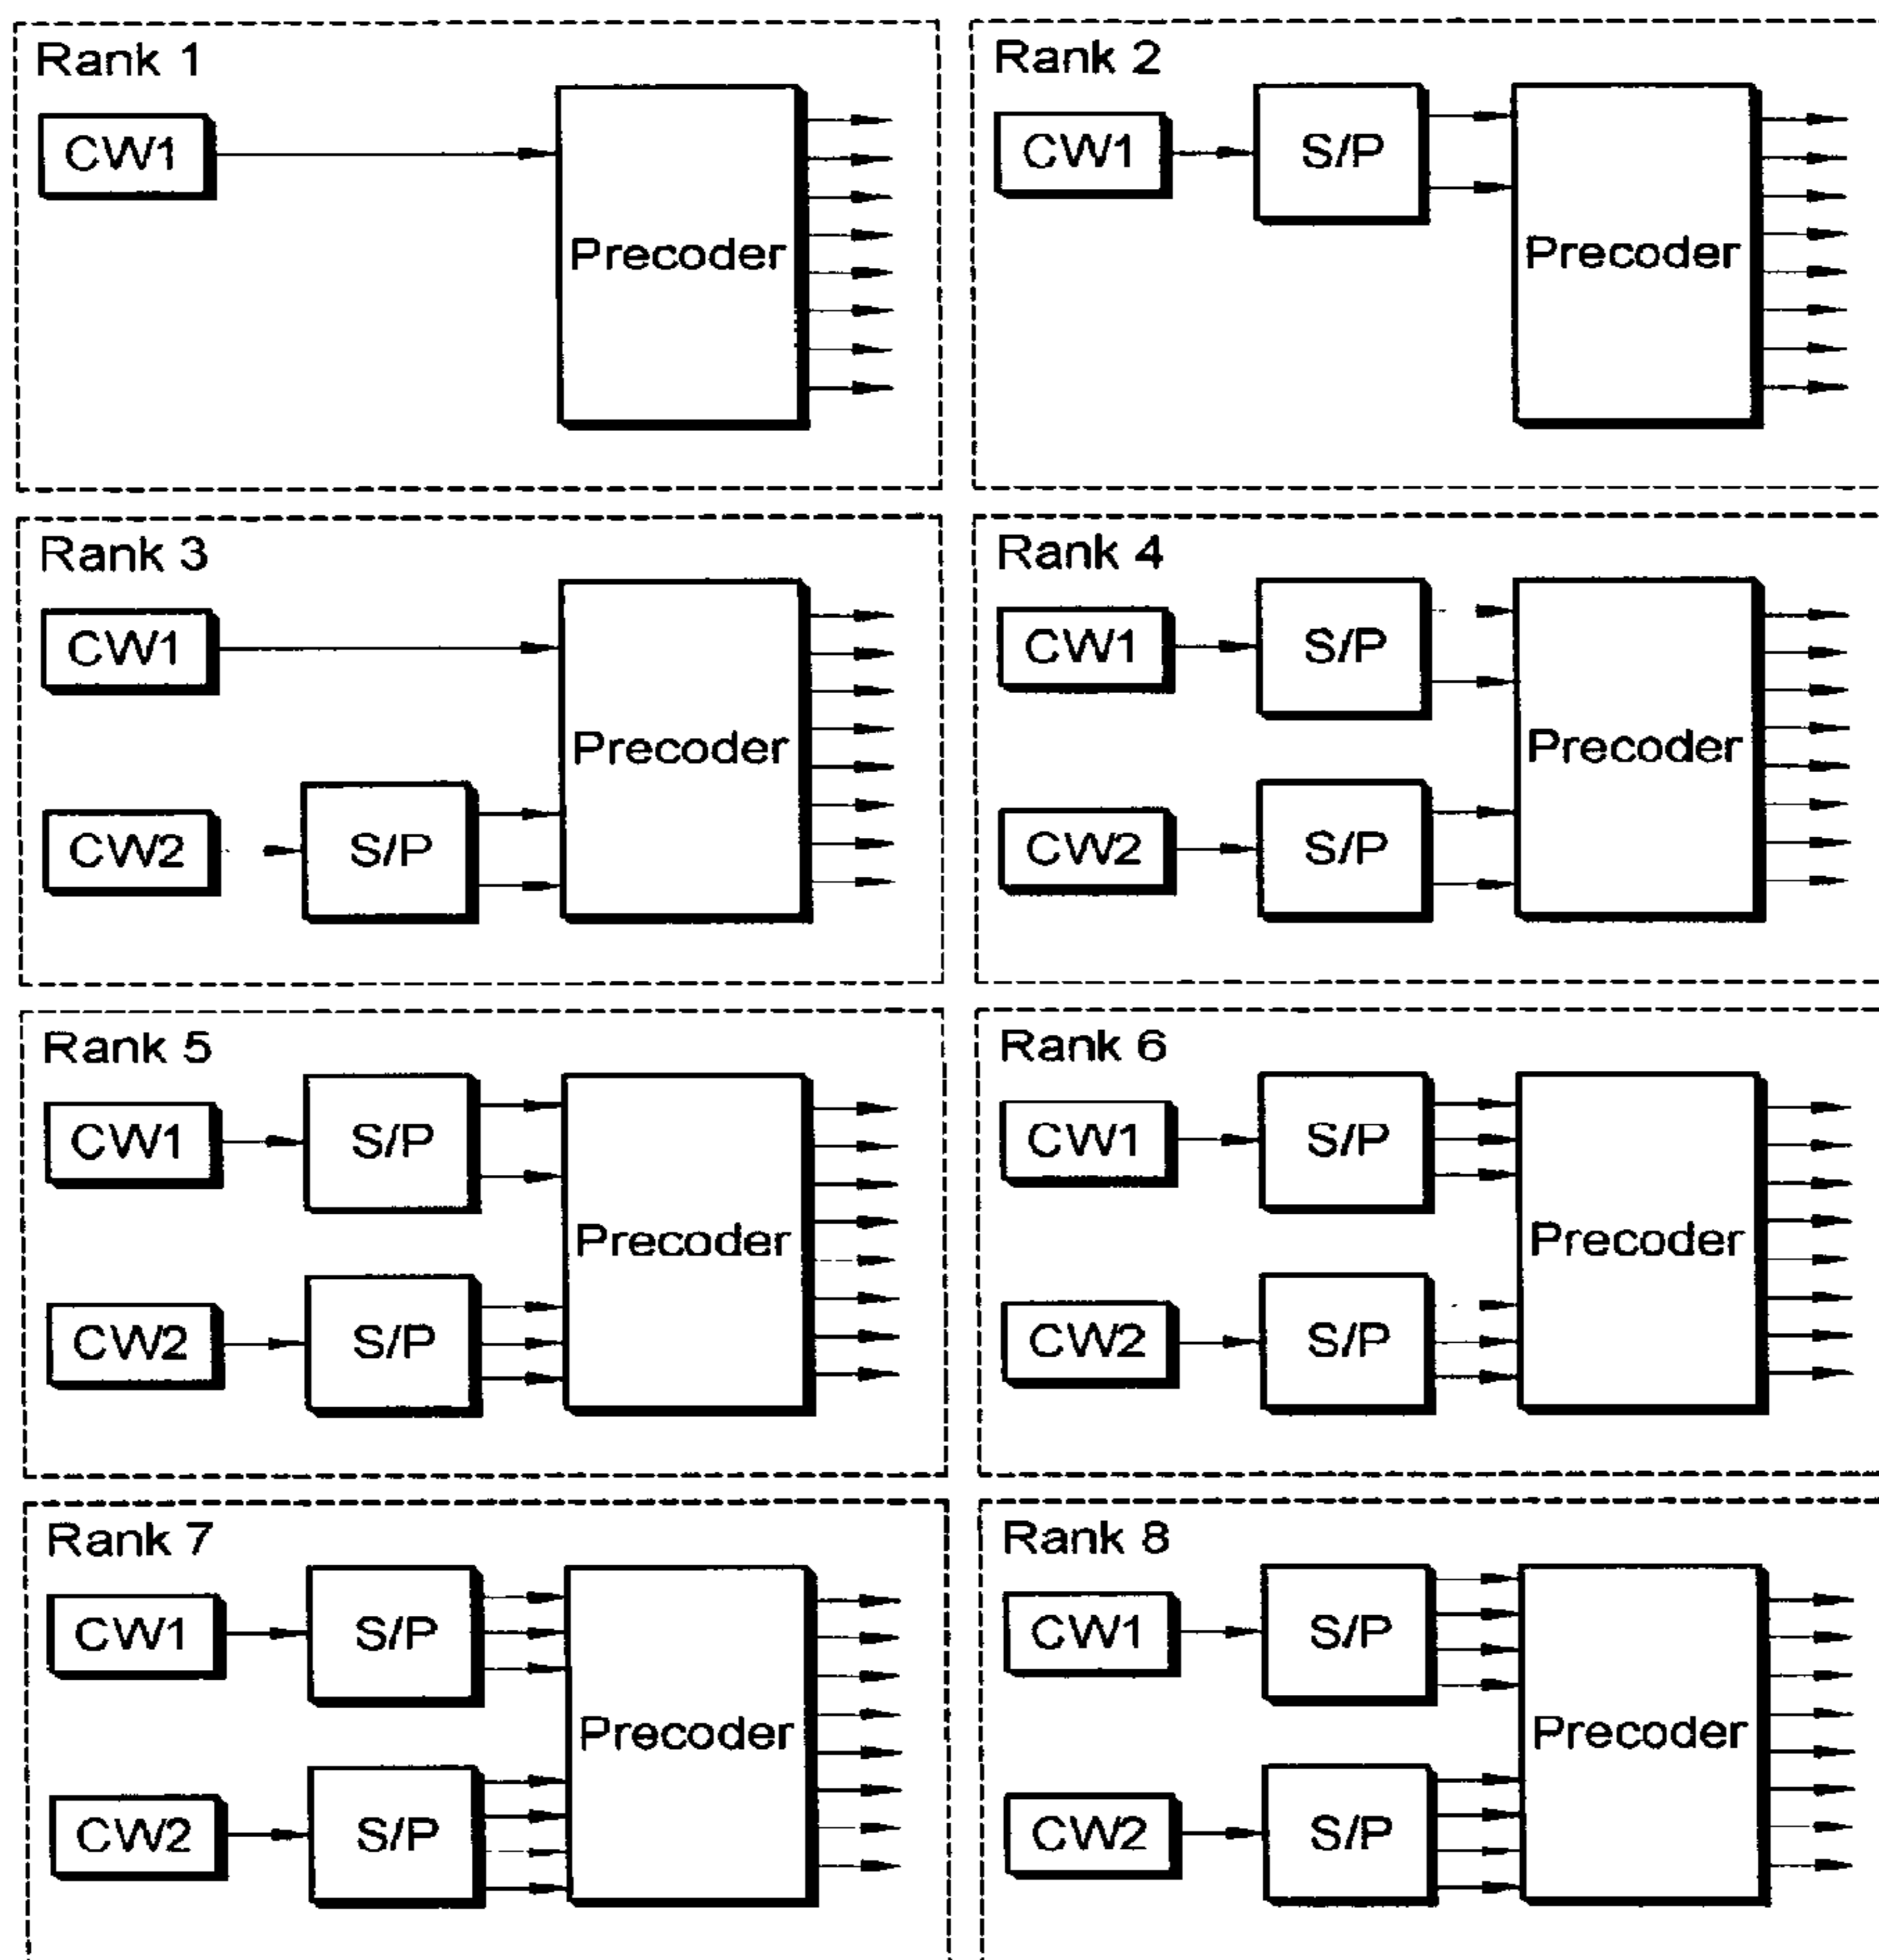 Rank 1
CW1
Precoder
Rank 2
CW1
S/P
Precoder
Rank 3
CW1
Precoder
CW2
S/P
Rank 4
CW1
S/P
Precoder
CW2
S/P
Rank 5
CW1
S/P
Precoder
CW2
S/P
Rank 6
CW1
S/P
Precoder
CW2
S/P
Rank 7
CW1
S/P
Precoder
CW2
S/P
Rank 8
CW1
S/P
Precoder
CW2
S/P